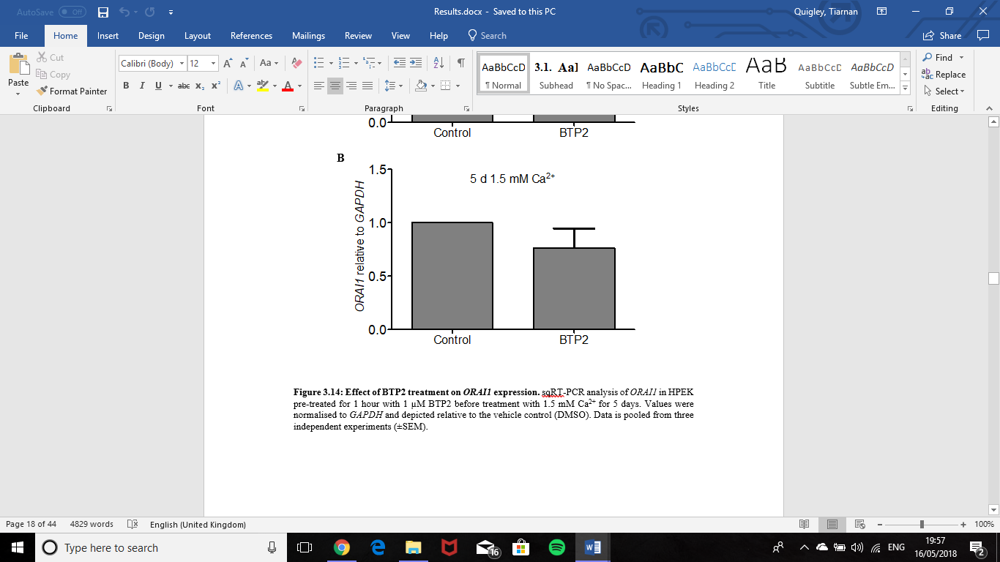 AutoSave Off
Results.docx - Saved to this PC
Quigley, Tiarnan
File Home Insert Design Layout References Mailings Review View Help Search Share
Paste
Cut
Copy
Format Painter
Clipboard
Calibri (Body) 12
B I U abc x₂ x² A A
Font
Paragraph
AaBbCcD 3.1. AaI AaBbCcD AaBbC AaBbCcC AaB AaBbCcD AaBbCcD
¶ Normal Subhead ¶ No Spac... Heading 1 Heading 2 Title Subtitle Subtle Em...
Styles
Find
Replace
Select
Editing
0.0
Control BTP2
B
5 d 1.5 mM Ca²⁺
ORAI1 relative to GAPDH
1.5
1.0
0.5
0.0
Control BTP2
Figure 3.14: Effect of BTP2 treatment on ORAI1 expression. sqRT-PCR analysis of ORAI1 in HPEK
pre-treated for 1 hour with 1 µM BTP2 before treatment with 1.5 mM Ca²⁺ for 5 days. Values were
normalised to GAPDH and depicted relative to the vehicle control (DMSO). Data is pooled from three
independent experiments (±SEM).
Page 18 of 44 4829 words English (United Kingdom) 100%
Type here to search
16
ENG
19:57
16/05/2018
2